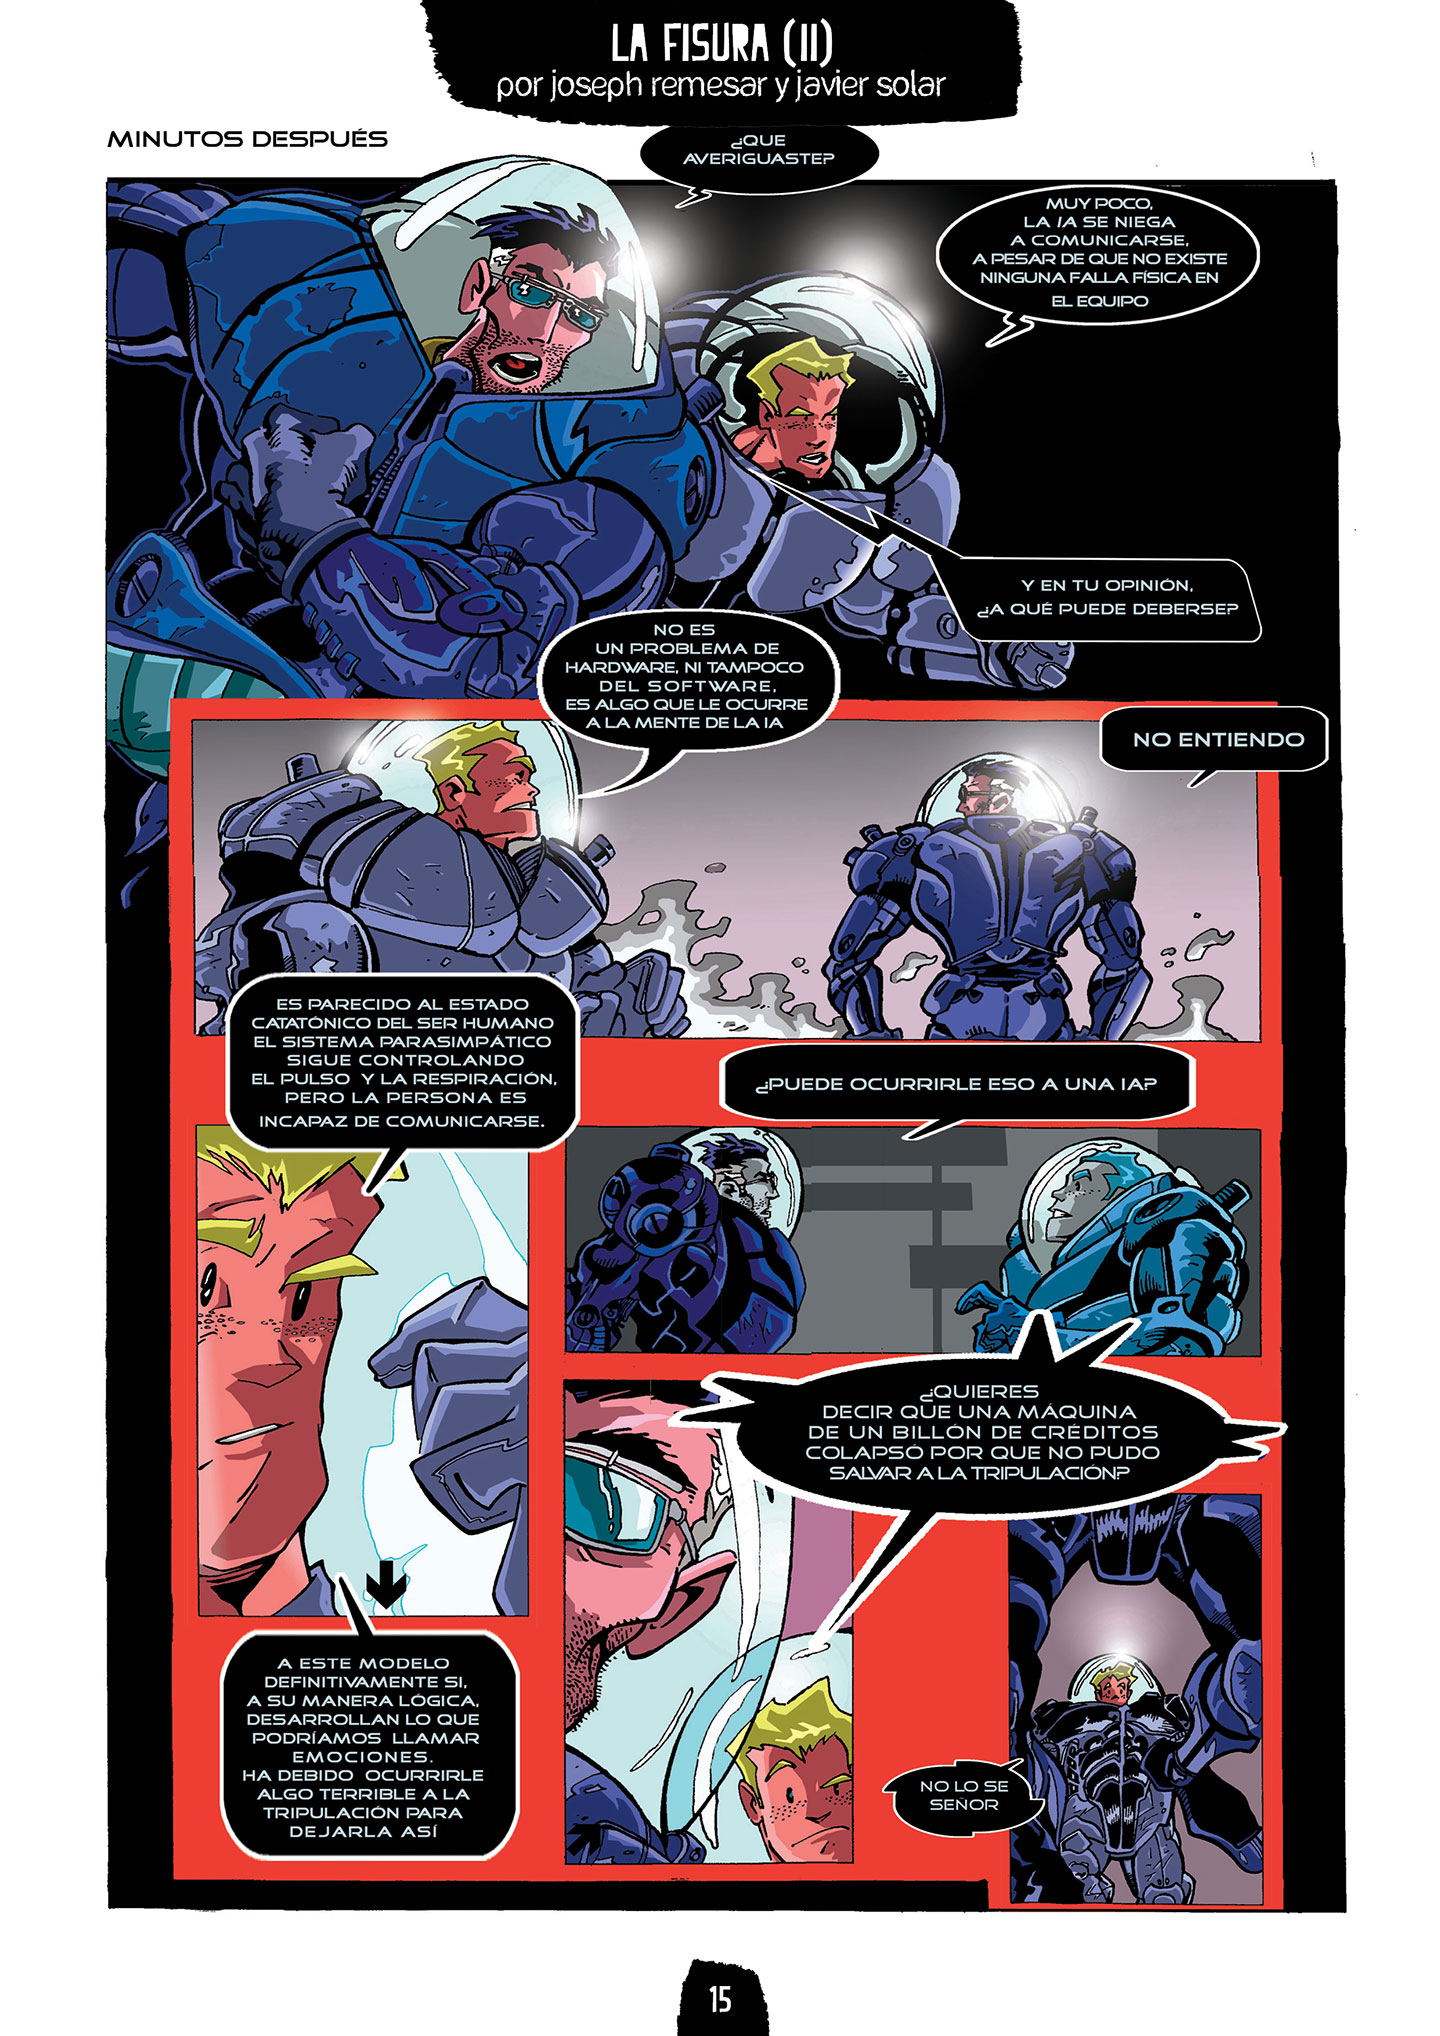 LA FISURA (II)
por joseph remesar y javier solar
MINUTOS DESPUÉS
¿QUE
AVERIGUASTE?
MUY POCO,
LA IA SE NIEGA
A COMUNICARSE,
A PESAR DE QUE NO EXISTE
NINGUNA FALLA FÍSICA EN
EL EQUIPO
Y EN TU OPINIÓN,
¿A QUÉ PUEDE DEBERSE?
NO ES
UN PROBLEMA DE
HARDWARE, NI TAMPOCO
DEL SOFTWARE,
ES ALGO QUE LE OCURRE
A LA MENTE DE LA IA
NO ENTIENDO
ES PARECIDO AL ESTADO
CATATÓNICO DEL SER HUMANO
EL SISTEMA PARASIMPÁTICO
SIGUE CONTROLANDO
EL PULSO Y LA RESPIRACIÓN,
PERO LA PERSONA ES
INCAPAZ DE COMUNICARSE.
¿PUEDE OCURRIRLE ESO A UNA IA?
A ESTE MODELO
DEFINITIVAMENTE SI,
A SU MANERA LÓGICA,
DESARROLLAN LO QUE
PODRÍAMOS LLAMAR
EMOCIONES.
HA DEBIDO OCURRIRLE
ALGO TERRIBLE A LA
TRIPULACIÓN PARA
DEJARLA ASÍ
¿QUIERES
DECIR QUE UNA MÁQUINA
DE UN BILLÓN DE CRÉDITOS
COLAPSÓ POR QUE NO PUDO
SALVAR A LA TRIPULACIÓN?
NO LO SE
SEÑOR
15